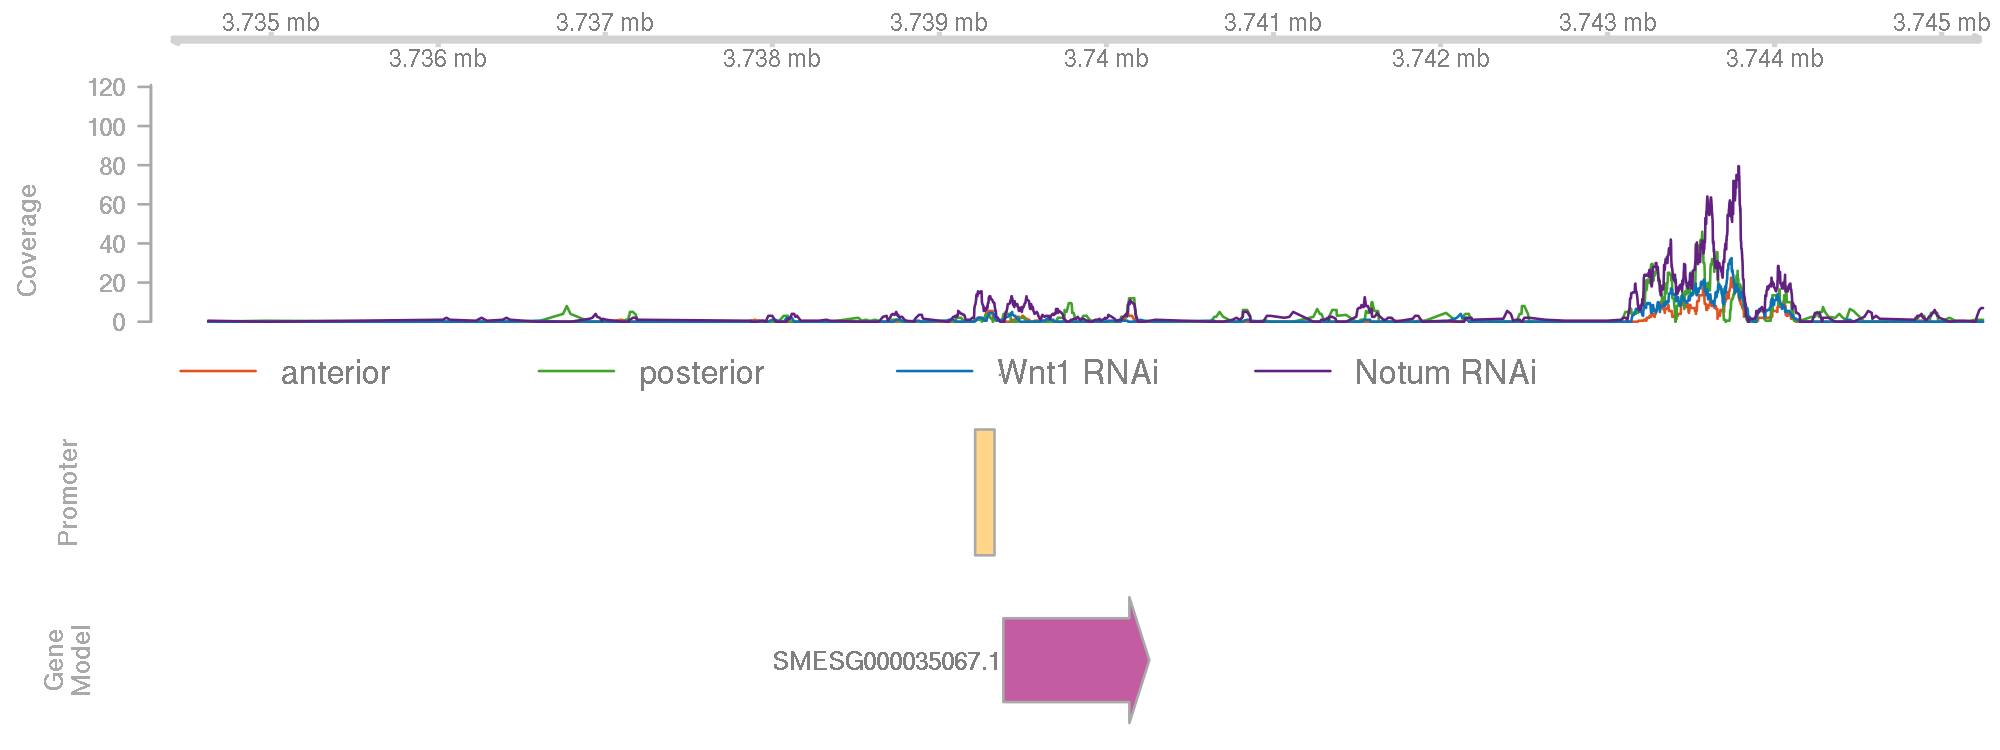 3.735 mb 3.737 mb 3.739 mb 3.741 mb 3.743 mb 3.745 mb
3.736 mb 3.738 mb 3.74 mb 3.742 mb 3.744 mb
120
100
80
60
40
20
0
Coverage
anterior posterior Wnt1 RNAi Notum RNAi
Promoter
Gene
Model
SMESG000035067.1